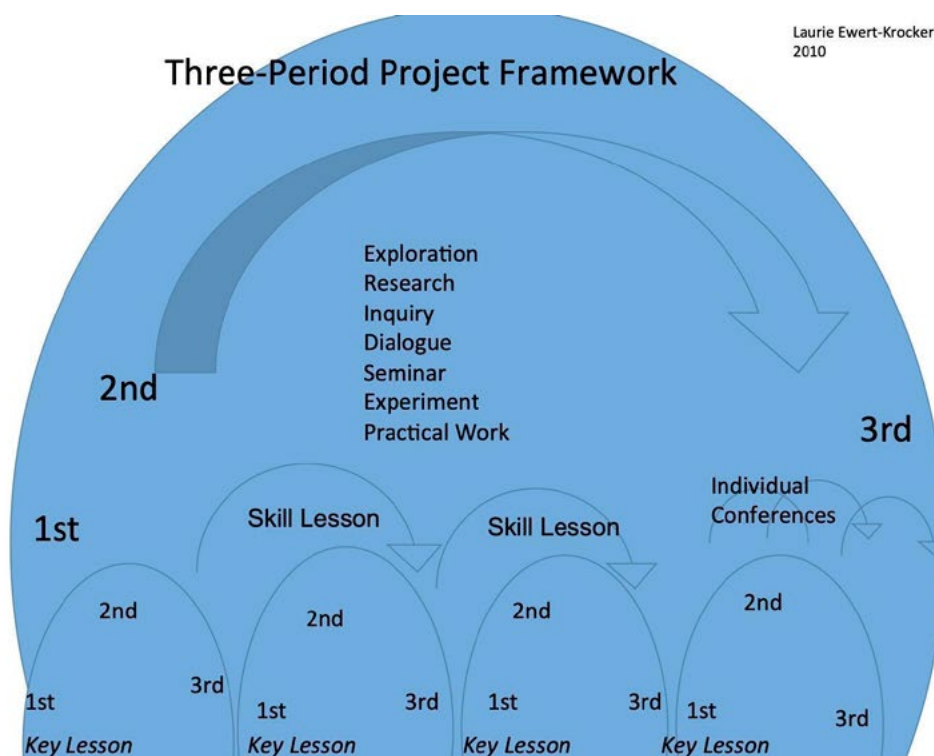 Laurie Ewert-Krocker
2010
Three-Period Project Framework
Exploration
Research
Inquiry
Dialogue
Seminar
Experiment
Practical Work
2nd
3rd
1st
Skill Lesson
Skill Lesson
Individual
Conferences
2nd
2nd
2nd
2nd
1st
3rd
1st
3rd
1st
3rd
1st
3rd
Key Lesson
Key Lesson
Key Lesson
Key Lesson